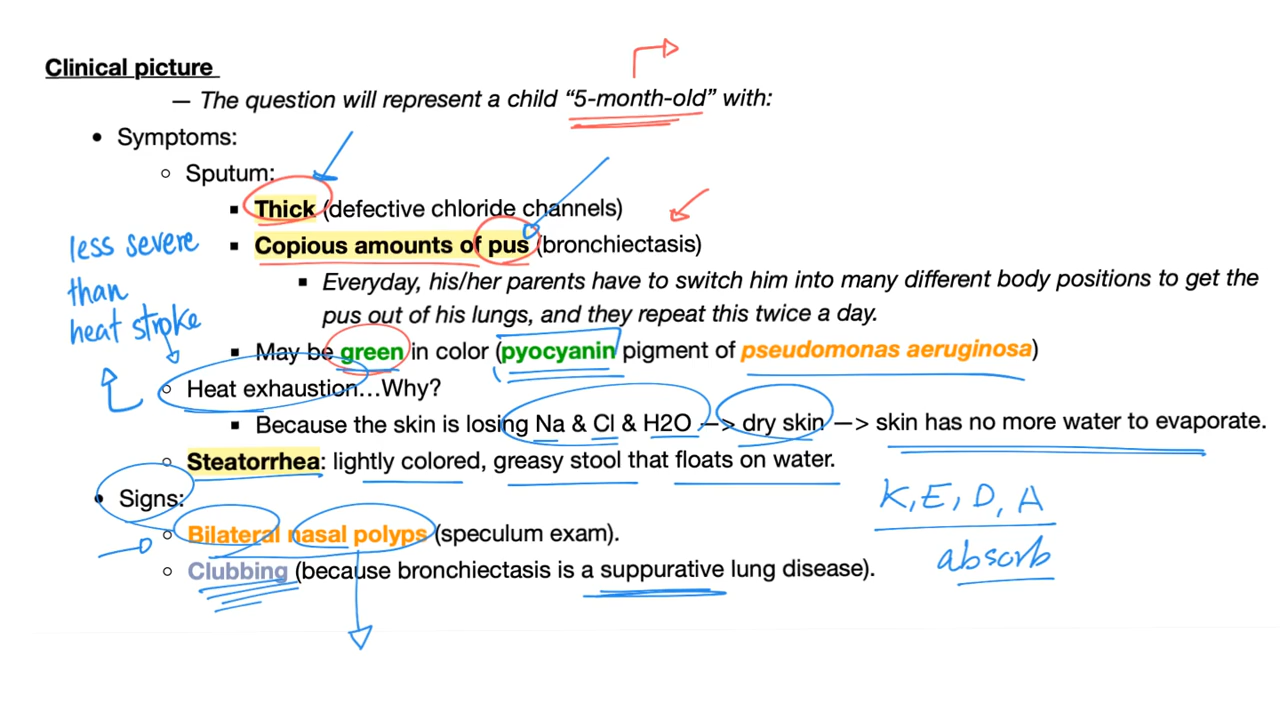 Clinical picture
— The question will represent a child “5-month-old” with:
• Symptoms:
◦ Sputum:
▪ Thick (defective chloride channels)
▪ Copious amounts of pus (bronchiectasis)
▪ Everyday, his/her parents have to switch him into many different body positions to get the
pus out of his lungs, and they repeat this twice a day.
less severe
than
heat stroke
▪ May be green in color (pyocyanin pigment of pseudomonas aeruginosa)
◦ Heat exhaustion...Why?
▪ Because the skin is losing Na & Cl & H2O —> dry skin —> skin has no more water to evaporate.
◦ Steatorrhea: lightly colored, greasy stool that floats on water.
• Signs:
K, E, D, A
absorb
◦ Bilateral nasal polyps (speculum exam).
◦ Clubbing (because bronchiectasis is a suppurative lung disease).